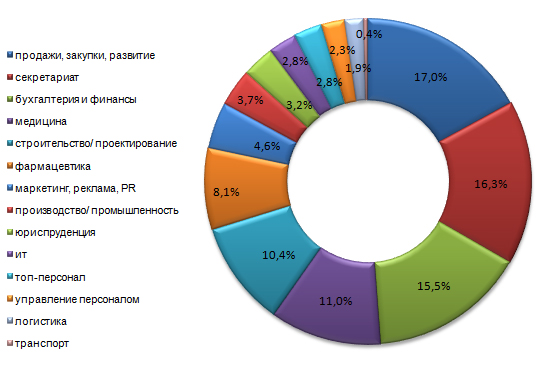 продажи, закупки, развитие
секретариат
бухгалтерия и финансы
медицина
строительство/ проектирование
фармацевтика
маркетинг, реклама, PR
производство/ промышленность
юриспруденция
ит
топ-персонал
управление персоналом
логистика
транспорт
17,0%
16,3%
15,5%
11,0%
10,4%
8,1%
4,6%
3,7%
3,2%
2,8%
2,8%
2,3%
1,9%
0,4%